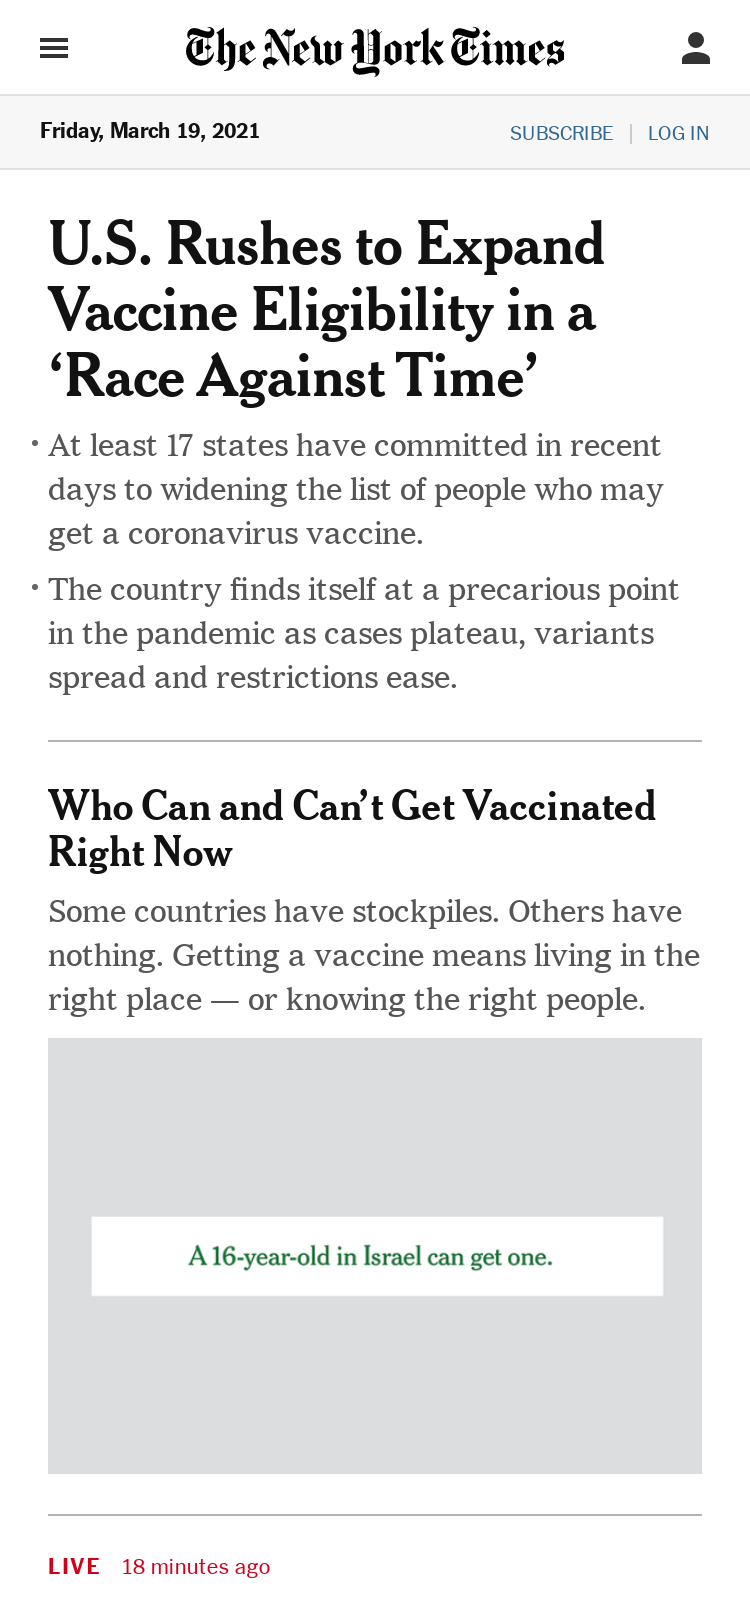 The New York Times
Friday, March 19, 2021
SUBSCRIBE | LOG IN
U.S. Rushes to Expand
Vaccine Eligibility in a
‘Race Against Time’
• At least 17 states have committed in recent
days to widening the list of people who may
get a coronavirus vaccine.
• The country finds itself at a precarious point
in the pandemic as cases plateau, variants
spread and restrictions ease.
Who Can and Can’t Get Vaccinated
Right Now
Some countries have stockpiles. Others have
nothing. Getting a vaccine means living in the
right place — or knowing the right people.
A 16-year-old in Israel can get one.
LIVE 18 minutes ago